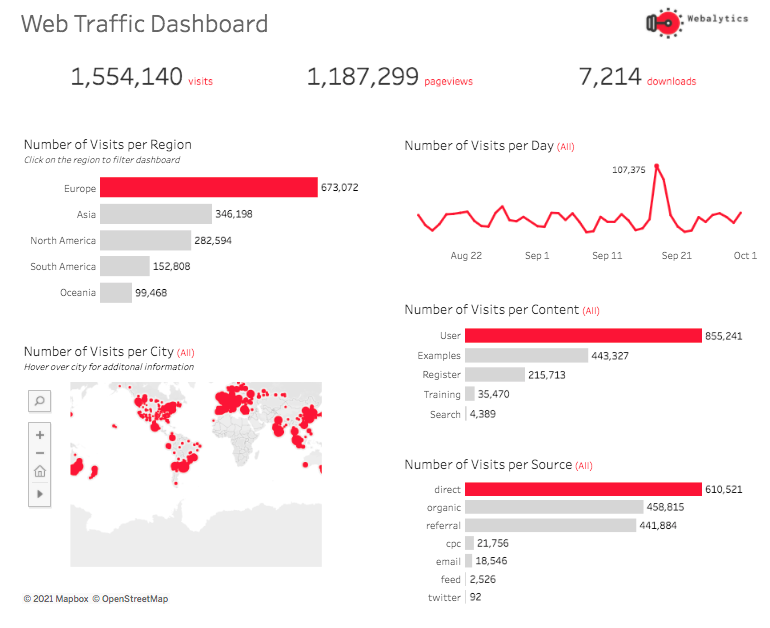 Web Traffic Dashboard
Webalytics
1,554,140 visits
1,187,299 pageviews
7,214 downloads
Number of Visits per Region
Click on the region to filter dashboard
Europe 673,072
Asia 346,198
North America 282,594
South America 152,808
Oceania 99,468
Number of Visits per City (All)
Hover over city for additonal information
© 2021 Mapbox © OpenStreetMap
Number of Visits per Day (All)
107,375
Aug 22 Sep 1 Sep 11 Sep 21 Oct 1
Number of Visits per Content (All)
User 855,241
Examples 443,327
Register 215,713
Training 35,470
Search 4,389
Number of Visits per Source (All)
direct 610,521
organic 458,815
referral 441,884
cpc 21,756
email 18,546
feed 2,526
twitter 92